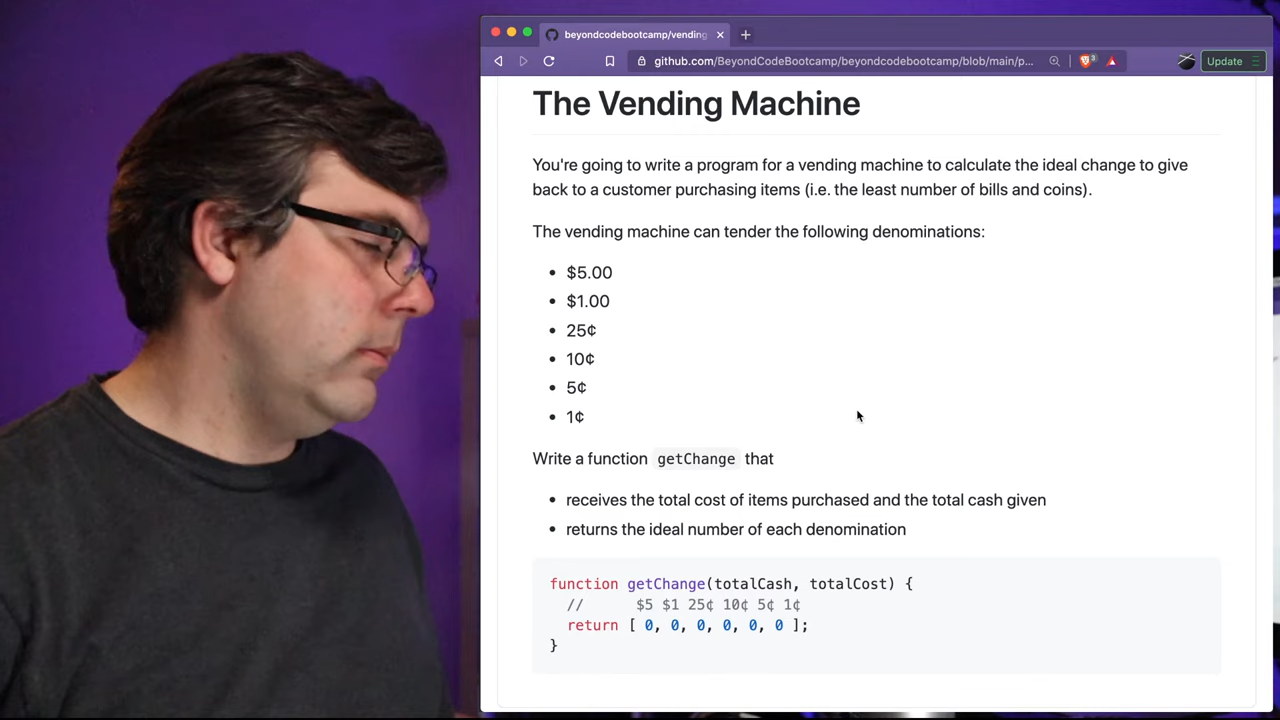 beyondcodebootcamp/vending
github.com/BeyondCodeBootcamp/beyondcodebootcamp/blob/main/p...
3
Update
The Vending Machine
You're going to write a program for a vending machine to calculate the ideal change to give
back to a customer purchasing items (i.e. the least number of bills and coins).
The vending machine can tender the following denominations:
• $5.00
• $1.00
• 25¢
• 10¢
• 5¢
• 1¢
Write a function getChange that
• receives the total cost of items purchased and the total cash given
• returns the ideal number of each denomination
function getChange(totalCash, totalCost) {
// $5 $1 25¢ 10¢ 5¢ 1¢
return [ 0, 0, 0, 0, 0, 0 ];
}